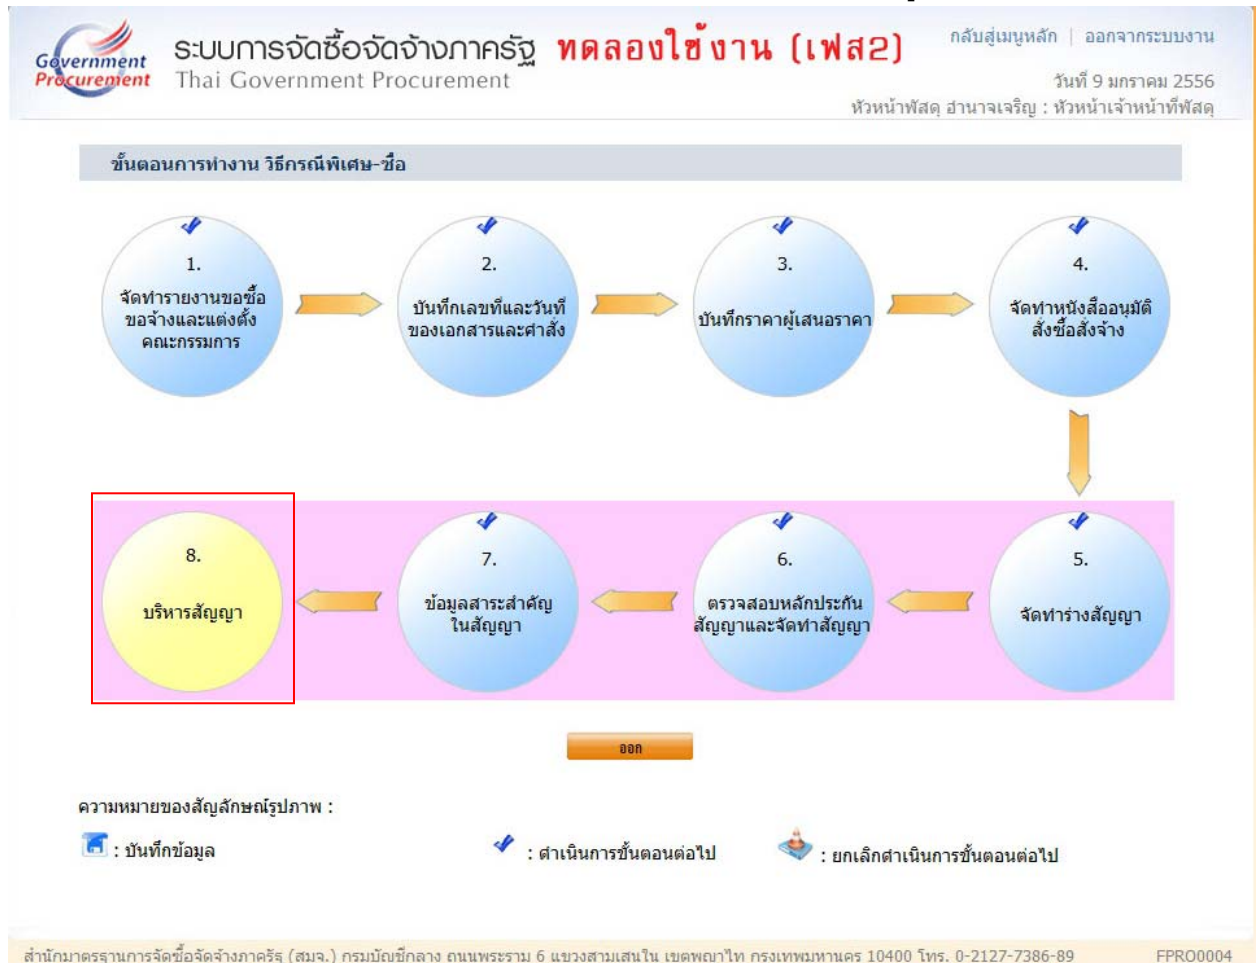 Government
Procurement
ระบบการจัดซื้อจัดจ้างภาครัฐ ทดลองใช้งาน (เฟส2)
Thai Government Procurement
กลับสู่เมนูหลัก | ออกจากระบบงาน
วันที่ 9 มกราคม 2556
หัวหน้าพัสดุ อำนาจเจริญ : หัวหน้าเจ้าหน้าที่พัสดุ
ขั้นตอนการทำงาน วิธีกรณีพิเศษ-ซื้อ
1.
จัดทำรายงานขอซื้อ
ขอจ้างและแต่งตั้ง
คณะกรรมการ
2.
บันทึกเลขที่และวันที่
ของเอกสารและคำสั่ง
3.
บันทึกราคาผู้เสนอราคา
4.
จัดทำหนังสืออนุมัติ
สั่งซื้อสั่งจ้าง
8.
บริหารสัญญา
7.
ข้อมูลสาระสำคัญ
ในสัญญา
6.
ตรวจสอบหลักประกัน
สัญญาและจัดทำสัญญา
5.
จัดทำร่างสัญญา
ออก
ความหมายของสัญลักษณ์รูปภาพ :
: บันทึกข้อมูล
: ดำเนินการขั้นตอนต่อไป
: ยกเลิกดำเนินการขั้นตอนต่อไป
สำนักมาตรฐานการจัดซื้อจัดจ้างภาครัฐ (สมจ.) กรมบัญชีกลาง ถนนพระราม 6 แขวงสามเสนใน เขตพญาไท กรุงเทพมหานคร 10400 โทร. 0-2127-7386-89
FPRO0004